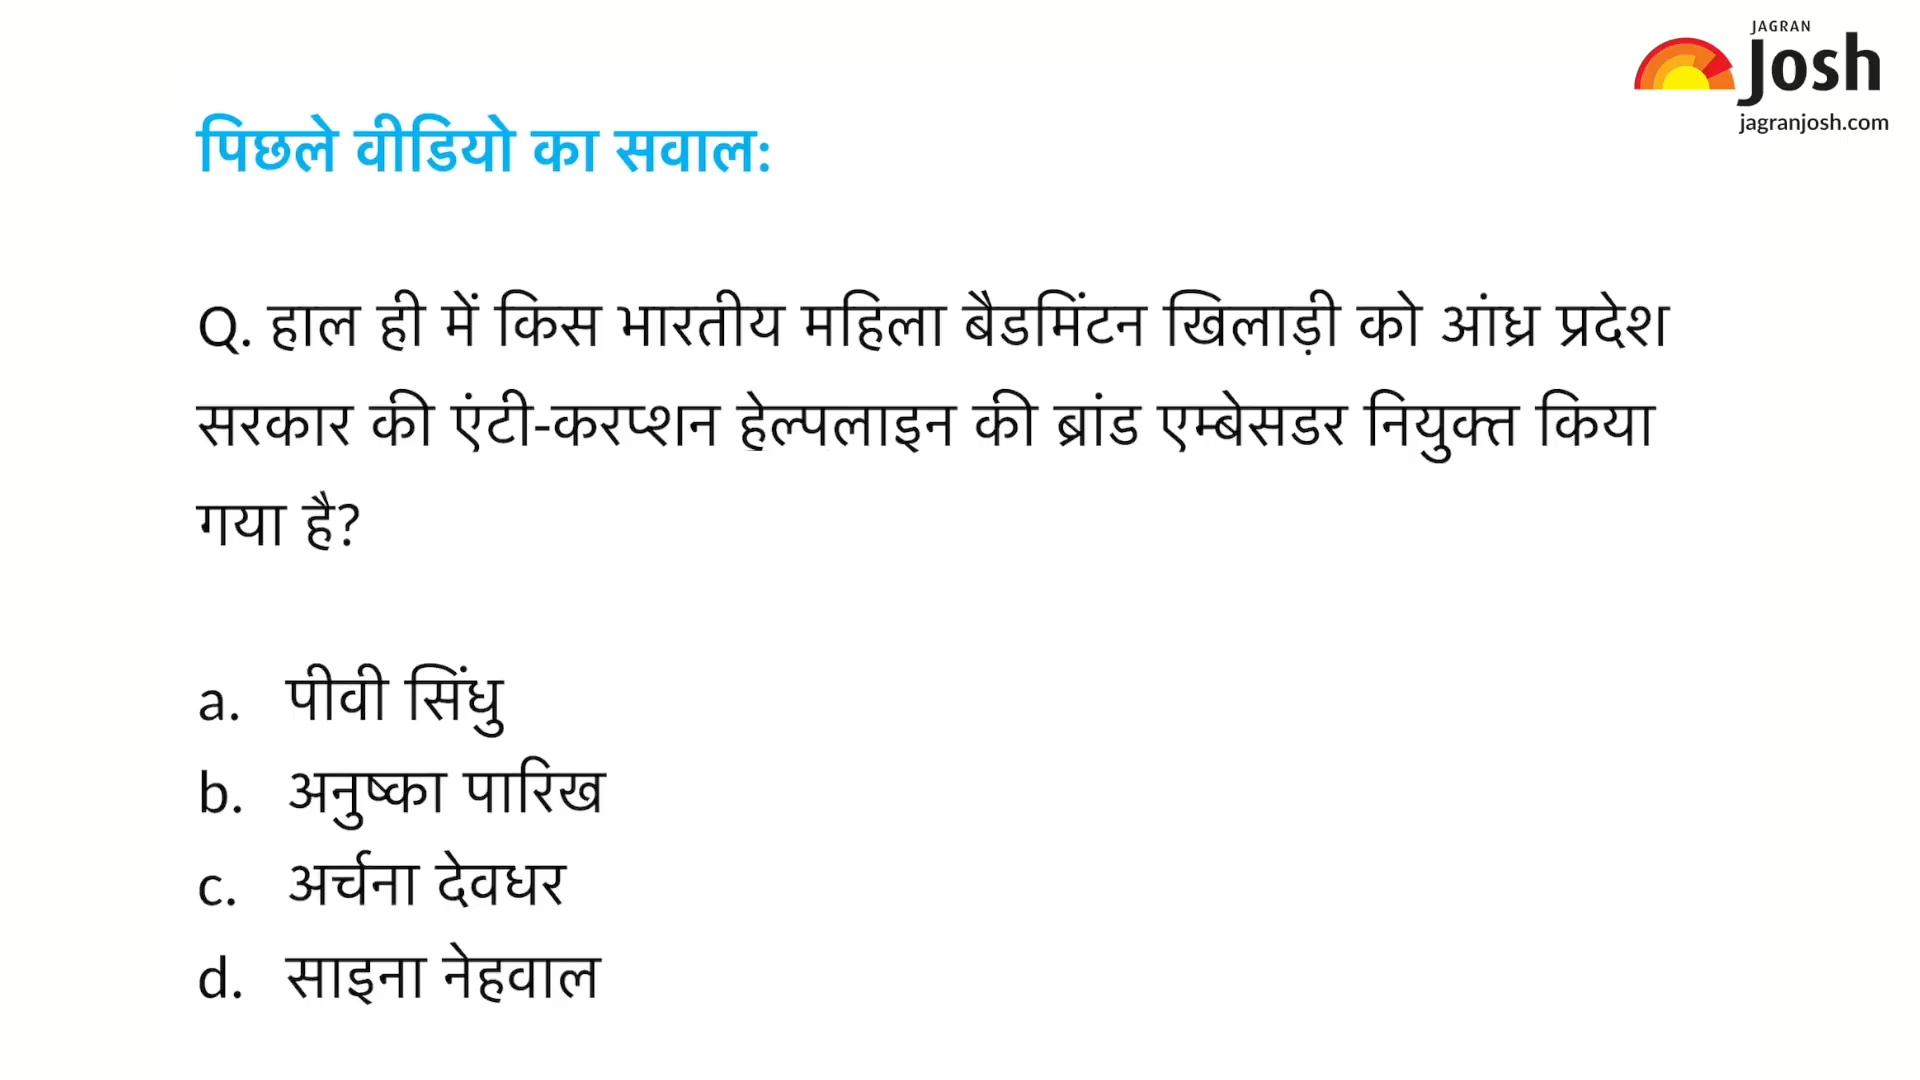 JAGRAN
Josh
jagranjosh.com
पिछले वीडियो का सवाल:
Q. हाल ही में किस भारतीय महिला बैडमिंटन खिलाड़ी को आंध्र प्रदेश
सरकार की एंटी-करप्शन हेल्पलाइन की ब्रांड एम्बेसडर नियुक्त किया
गया है?
a. पीवी सिंधु
b. अनुष्का पारिख
c. अर्चना देवधर
d. साइना नेहवाल